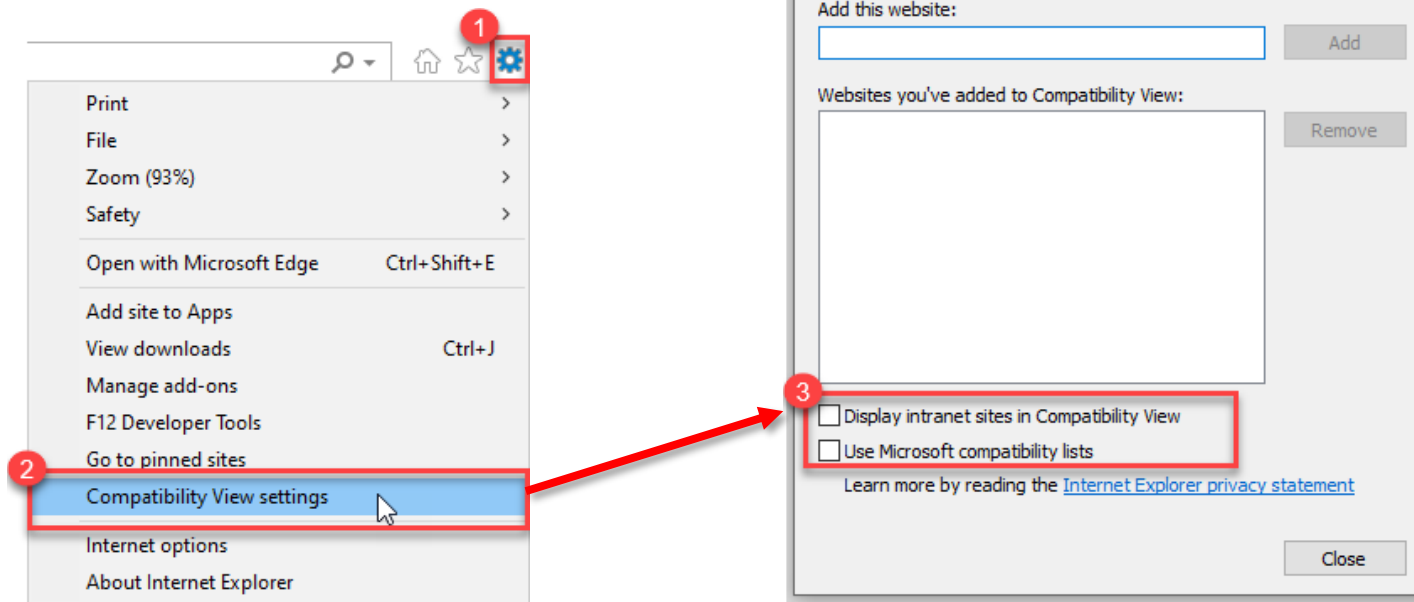 1
Print
File
Zoom (93%)
Safety
Open with Microsoft Edge Ctrl+Shift+E
Add site to Apps
View downloads Ctrl+J
Manage add-ons
F12 Developer Tools
Go to pinned sites
2
Compatibility View settings
Internet options
About Internet Explorer
Add this website:
Add
Websites you've added to Compatibility View:
Remove
3
Display intranet sites in Compatibility View
Use Microsoft compatibility lists
Learn more by reading the Internet Explorer privacy statement
Close